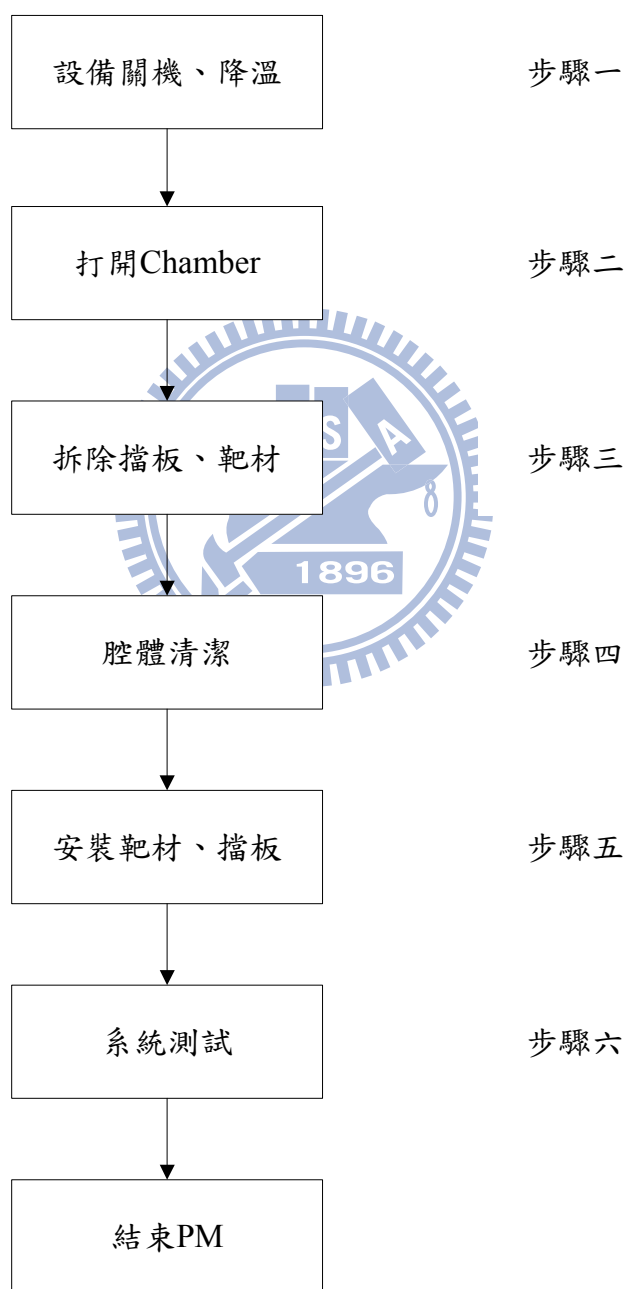 設備關機、降溫 步驟一
打開Chamber 步驟二
S A
拆除擋板、靶材 步驟三
1896
腔體清潔 步驟四
安裝靶材、擋板 步驟五
系統測試 步驟六
結束PM